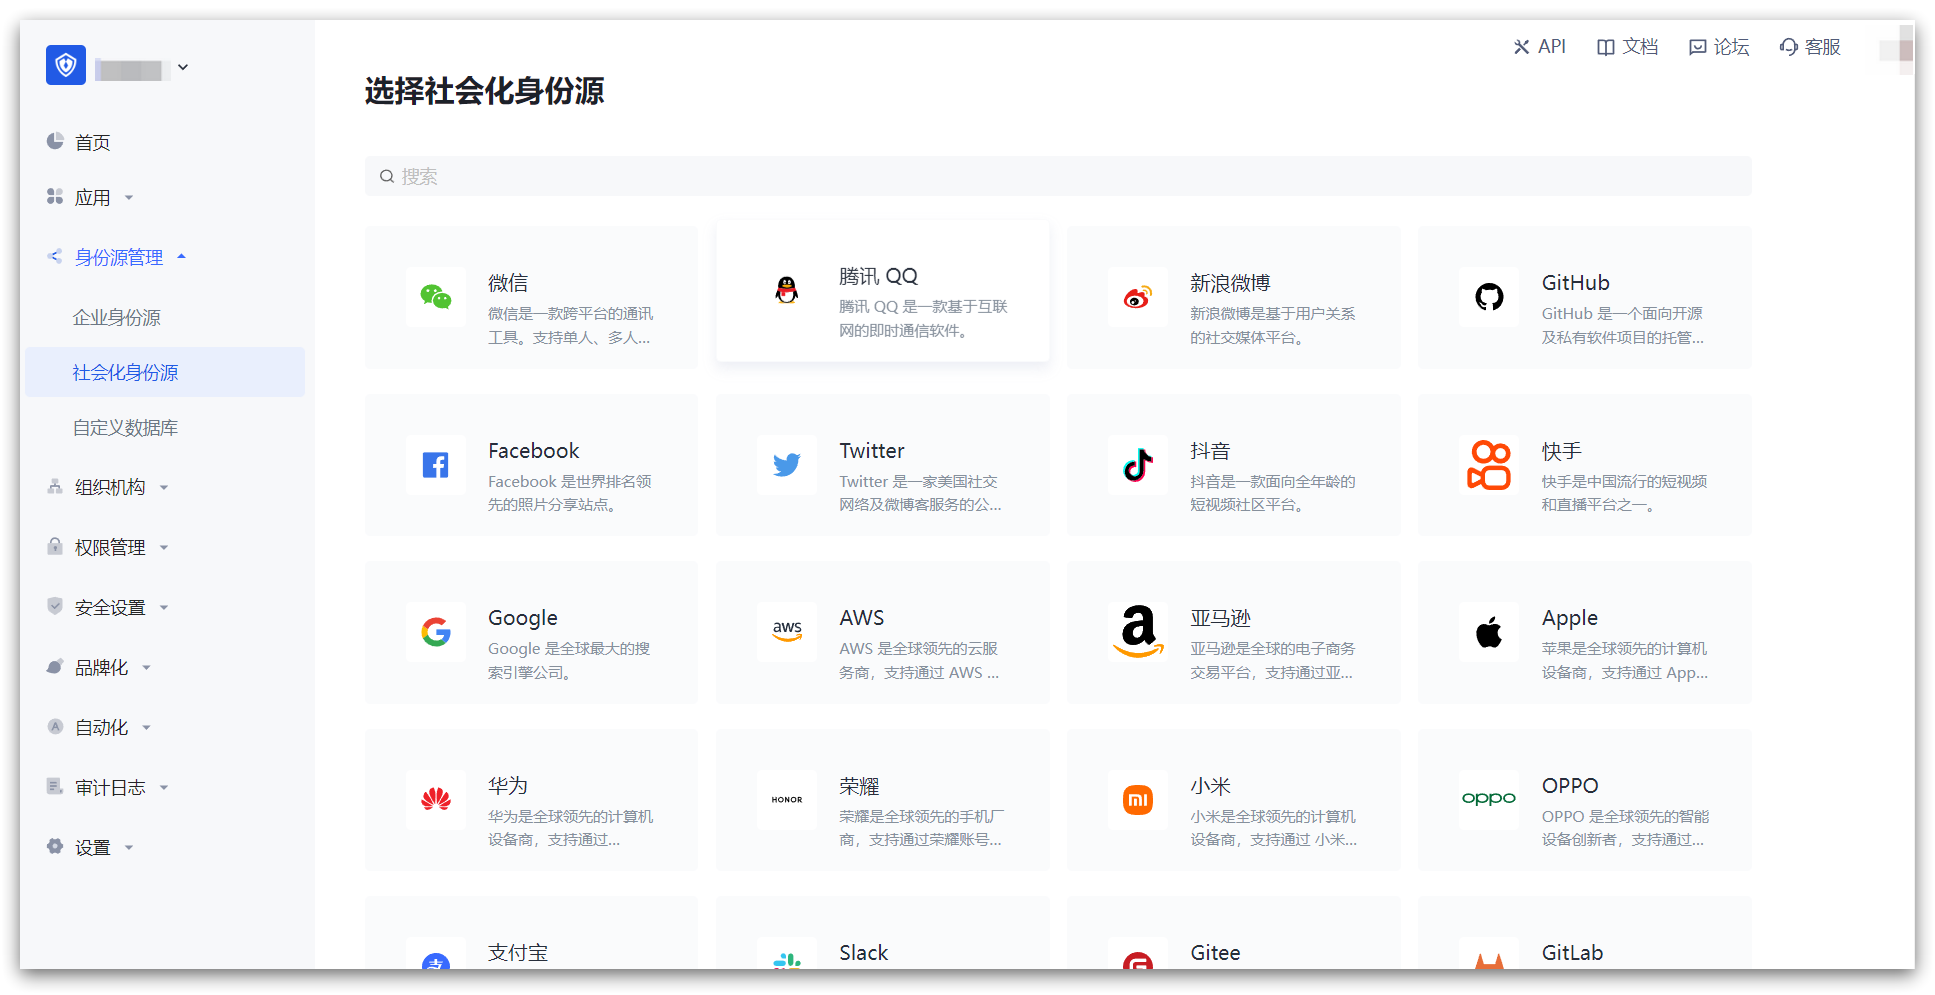 API
文档
论坛
客服
选择社会化身份源
搜索
首页
应用
身份源管理
企业身份源
社会化身份源
自定义数据库
组织机构
权限管理
安全设置
品牌化
自动化
审计日志
设置
微信
微信是一款跨平台的通讯
工具。支持单人、多人...
腾讯 QQ
腾讯 QQ 是一款基于互联
网的即时通信软件。
新浪微博
新浪微博是基于用户关系
的社交媒体平台。
GitHub
GitHub 是一个面向开源
及私有软件项目的托管...
Facebook
Facebook 是世界排名领
先的照片分享站点。
Twitter
Twitter 是一家美国社交
网络及微博客服务的公...
抖音
抖音是一款面向全年龄的
短视频社区平台。
快手
快手是中国流行的短视频
和直播平台之一。
Google
Google 是全球最大的搜
索引擎公司。
aws
AWS
AWS 是全球领先的云服
务商，支持通过 AWS ...
亚马逊
亚马逊是全球的电子商务
交易平台，支持通过亚...
Apple
苹果是全球领先的计算机
设备商，支持通过 App...
华为
华为是全球领先的计算机
设备商，支持通过...
HONOR
荣耀
荣耀是全球领先的手机厂
商，支持通过荣耀账号...
小米
小米是全球领先的计算机
设备商，支持通过 小米...
oppo
OPPO
OPPO 是全球领先的智能
设备创新者，支持通过...
支付宝
Slack
Gitee
GitLab